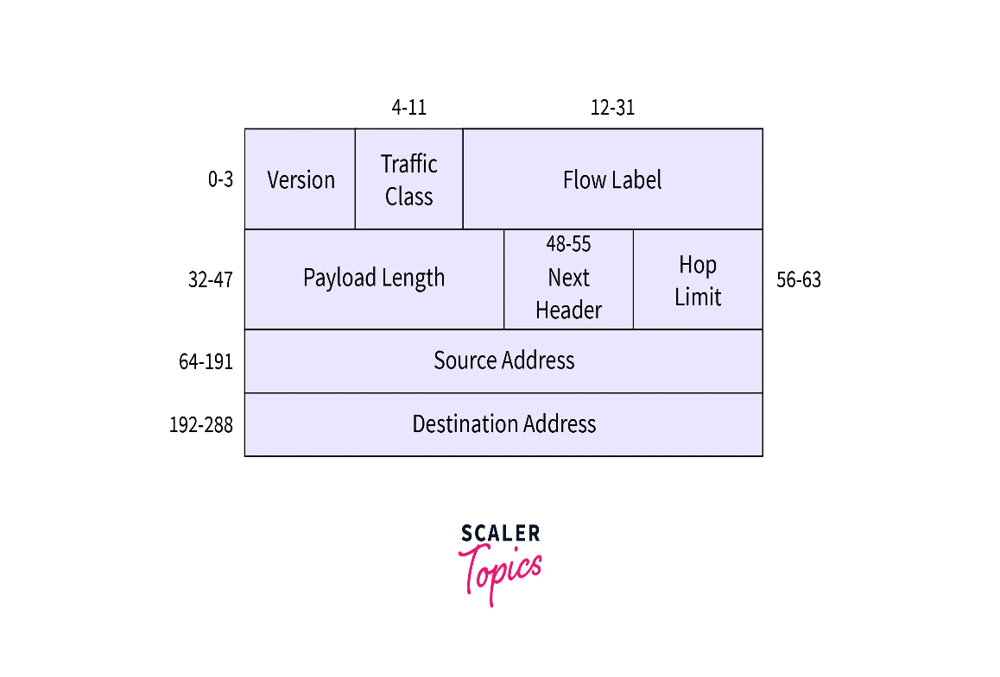 4-11 12-31
0-3 Version Traffic Class Flow Label
32-47 Payload Length 48-55 Next Header Hop Limit 56-63
64-191 Source Address
192-288 Destination Address
SCALER
Topics